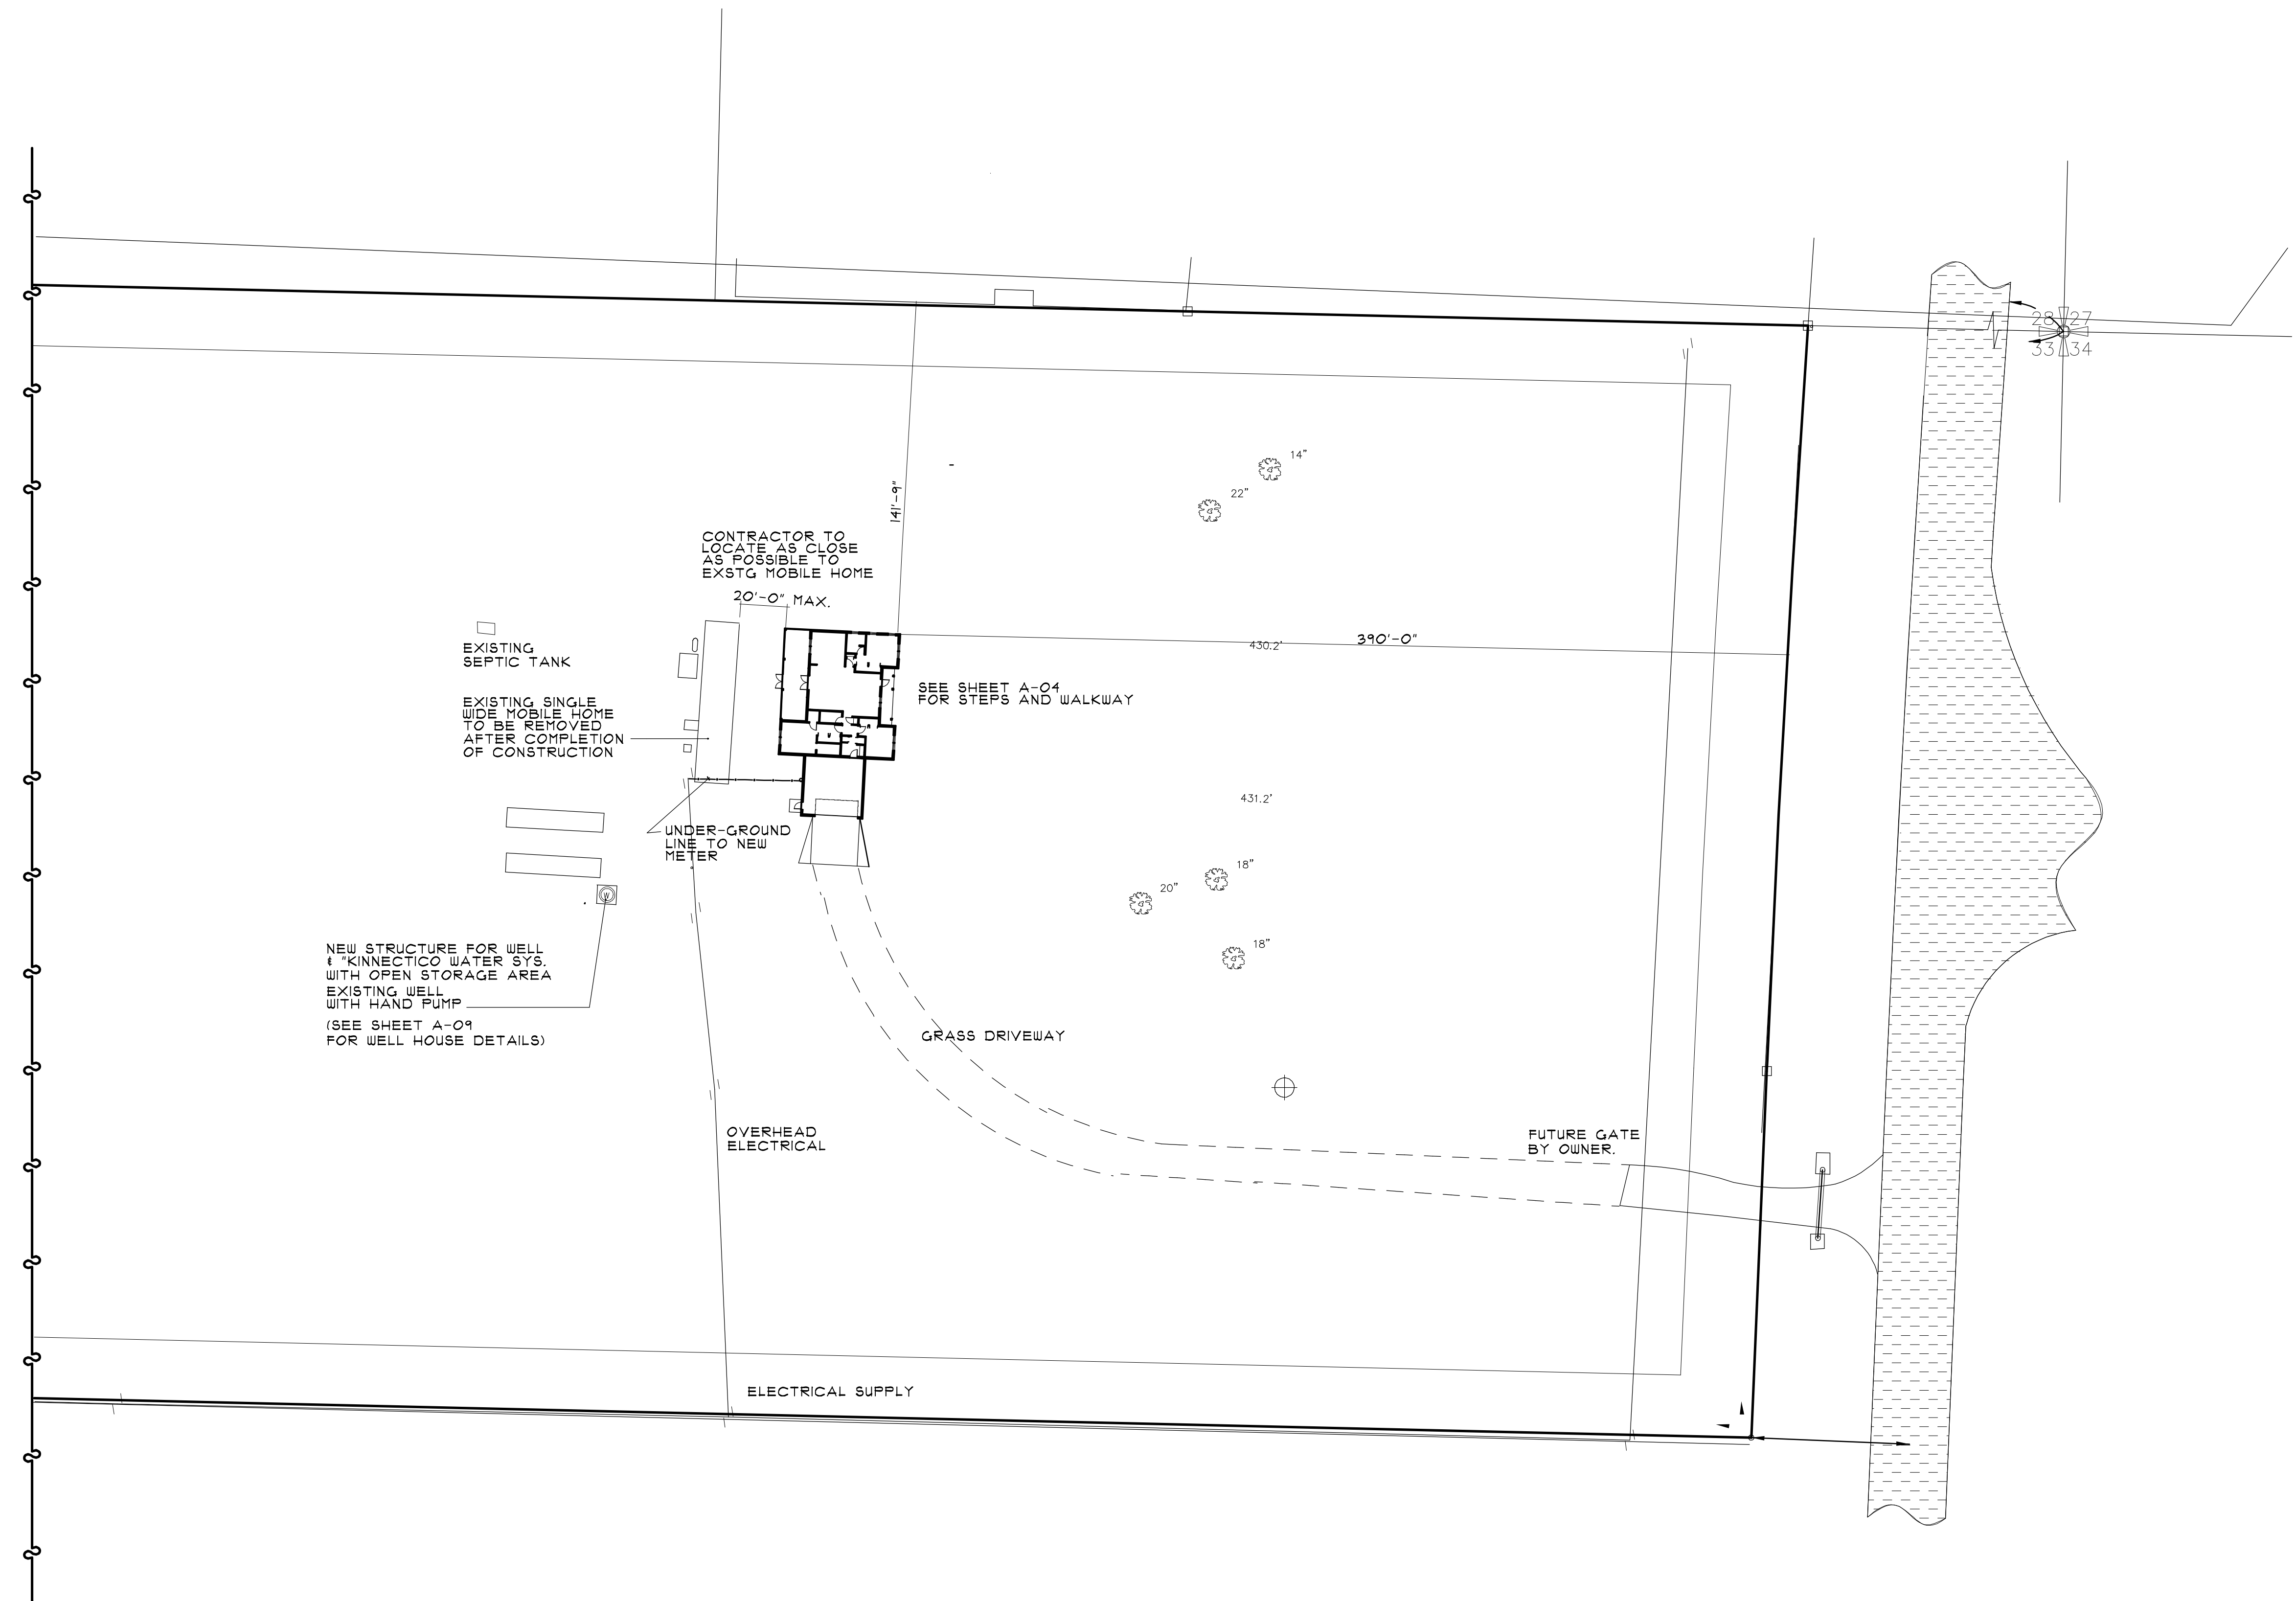 28 27
33 34
14"
22"
141'-9"
CONTRACTOR TO
LOCATE AS CLOSE
AS POSSIBLE TO
EXSTG MOBILE HOME
20'-0" MAX.
EXISTING
SEPTIC TANK
430.2'
390'-0"
SEE SHEET A-04
FOR STEPS AND WALKWAY
EXISTING SINGLE
WIDE MOBILE HOME
TO BE REMOVED
AFTER COMPLETION
OF CONSTRUCTION
431.2'
UNDER-GROUND
LINE TO NEW
METER
18"
20"
18"
W
NEW STRUCTURE FOR WELL
& "KINNECTICO WATER SYS.
WITH OPEN STORAGE AREA
EXISTING WELL
WITH HAND PUMP
(SEE SHEET A-09
FOR WELL HOUSE DETAILS)
GRASS DRIVEWAY
OVERHEAD
ELECTRICAL
FUTURE GATE
BY OWNER.
ELECTRICAL SUPPLY